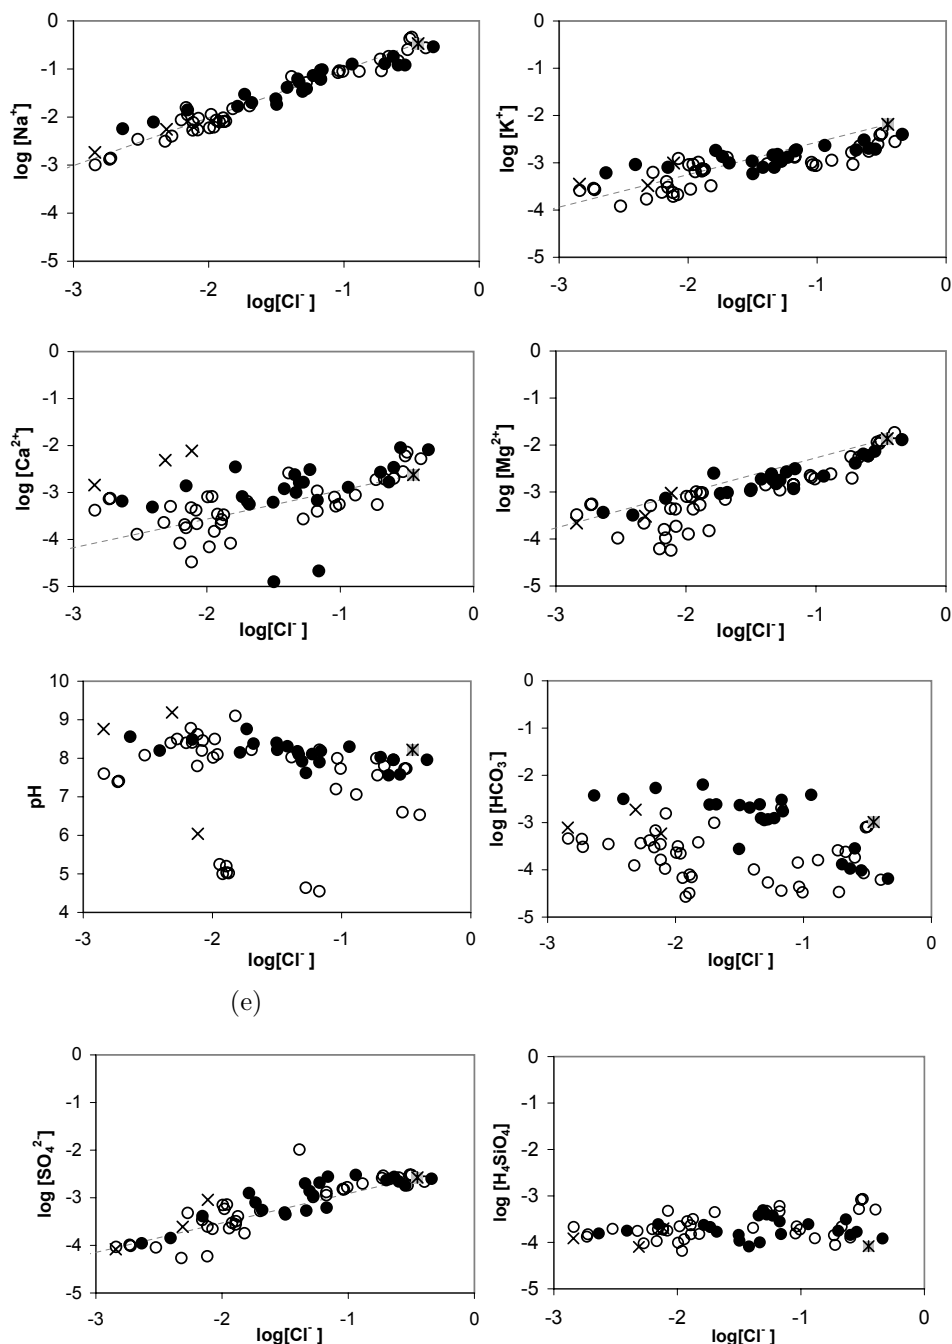 0
-1
-2
-3
-4
-5
log [Na⁺]
-3 -2 -1 0
log[Cl⁻ ]
0
-1
-2
-3
-4
-5
log [K⁺]
-3 -2 -1 0
log[Cl⁻ ]
0
-1
-2
-3
-4
-5
log [Ca²⁺]
-3 -2 -1 0
log[Cl⁻ ]
0
-1
-2
-3
-4
-5
log [Mg²⁺]
-3 -2 -1 0
log[Cl⁻ ]
10
9
8
7
6
5
4
pH
-3 -2 -1 0
log[Cl⁻ ]
0
-1
-2
-3
-4
-5
log [HCO₃⁻]
-3 -2 -1 0
log[Cl⁻ ]
(e)
0
-1
-2
-3
-4
-5
log [SO₄²⁻]
-3 -2 -1 0
log[Cl⁻ ]
0
-1
-2
-3
-4
-5
log [H₄SiO₄]
-3 -2 -1 0
log[Cl⁻ ]